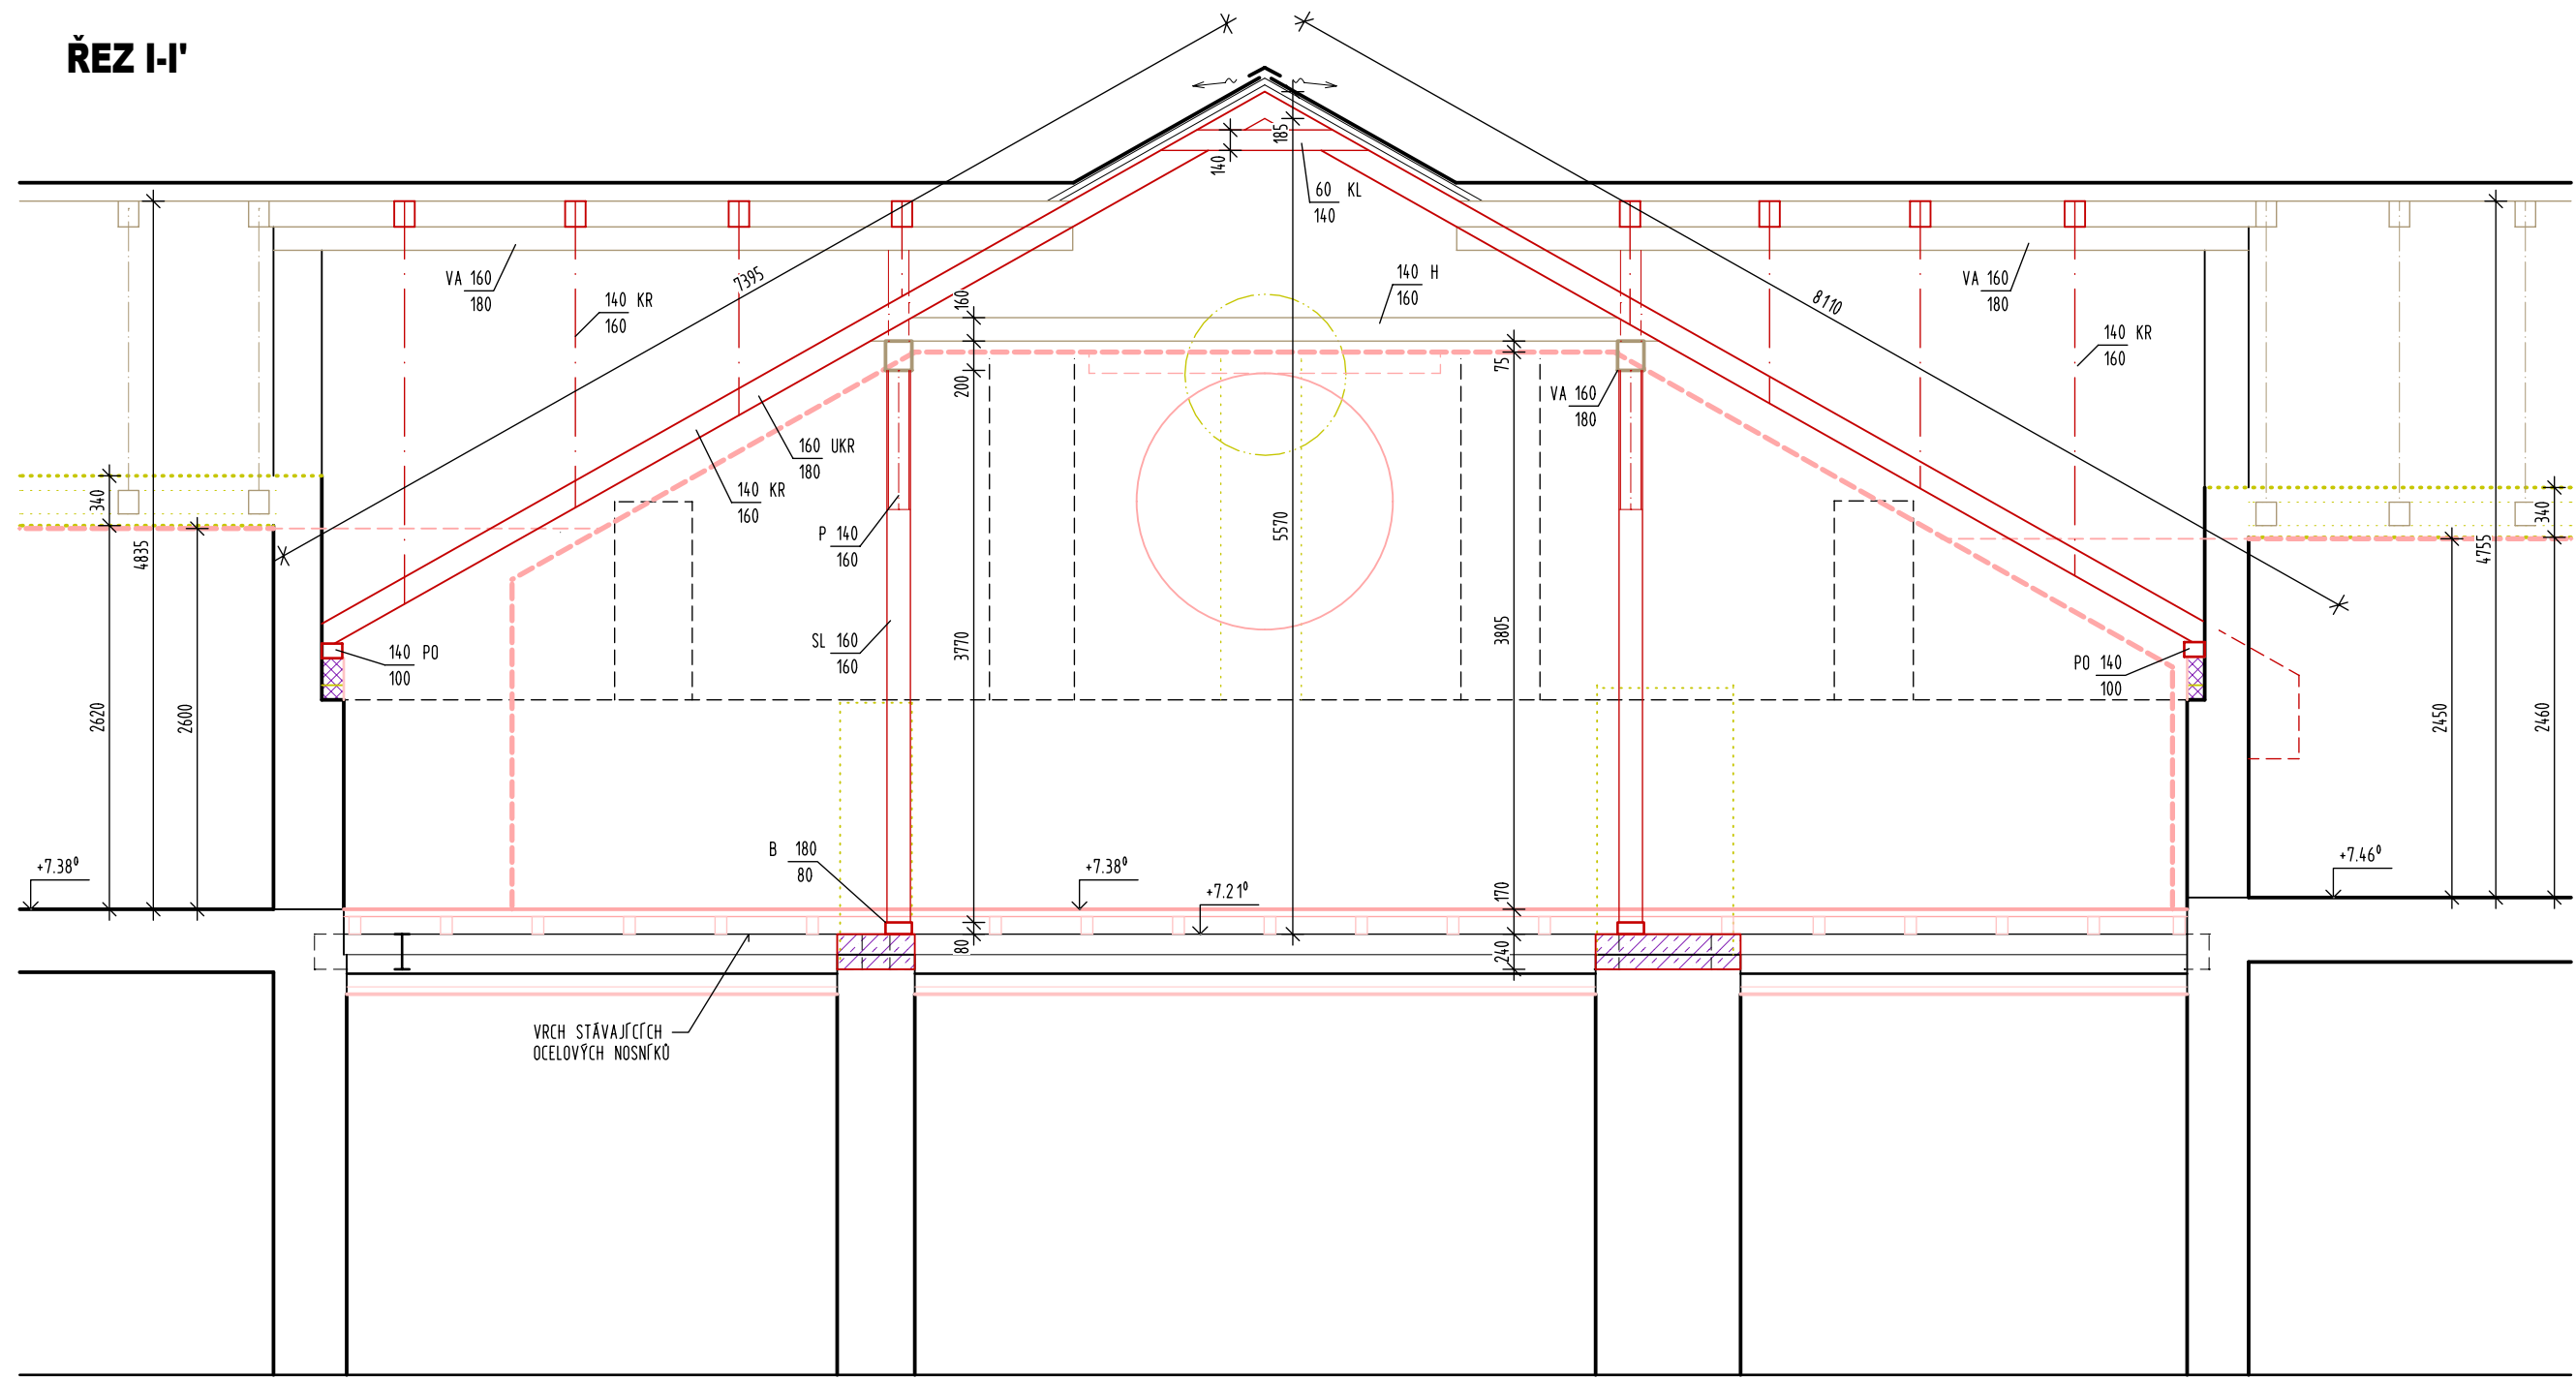 ŘEZ I-I'
7395
8110
185
140
60 KL
140
VA 160
180
140 KR
160
160
140 H
160
VA 160
180
140 KR
160
75
200
VA 160
180
160 UKR
180
140 KR
160
P 140
160
340
4835
5570
340
4755
SL 160
160
3770
3805
140 PO
100
PO 140
100
2620
2600
2450
2460
B 180
80
+7.38⁰
+7.38⁰
+7.21⁰
+7.46⁰
170
80
240
VRCH STÁVAJÍCÍCH
OCELOVÝCH NOSNÍKŮ